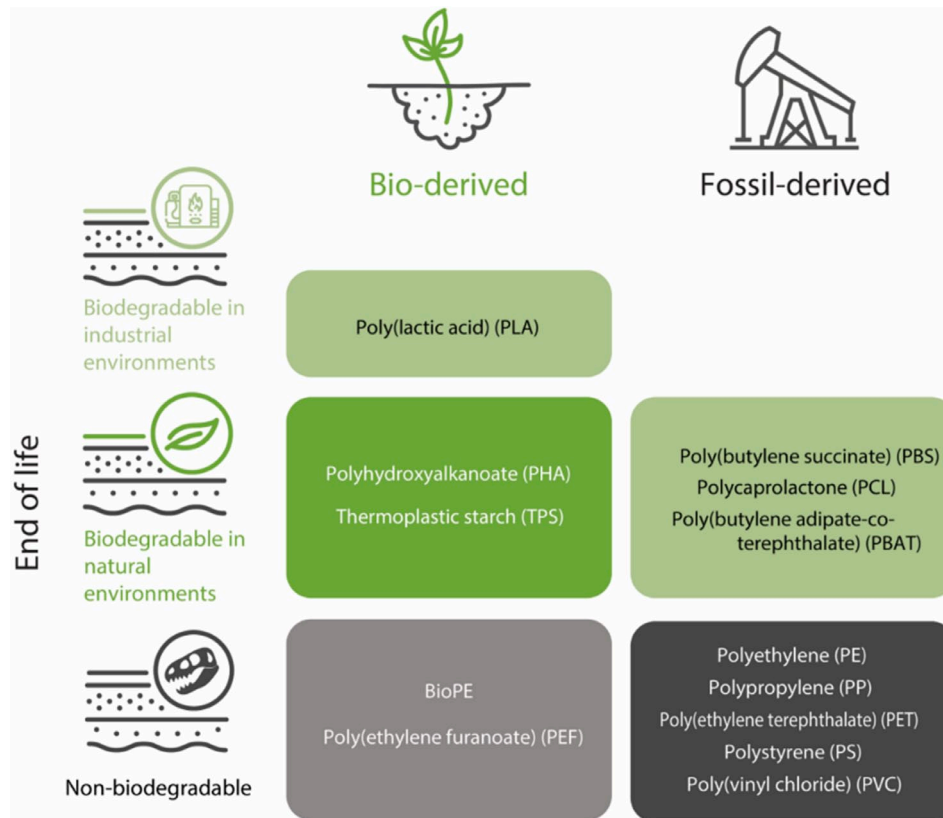 Bio-derived
Fossil-derived
End of life
Biodegradable in
industrial
environments
Poly(lactic acid) (PLA)
Biodegradable in
natural
environments
Polyhydroxyalkanoate (PHA)
Thermoplastic starch (TPS)
Poly(butylene succinate) (PBS)
Polycaprolactone (PCL)
Poly(butylene adipate-co-
terephthalate) (PBAT)
Non-biodegradable
BioPE
Poly(ethylene furanoate) (PEF)
Polyethylene (PE)
Polypropylene (PP)
Poly(ethylene terephthalate) (PET)
Polystyrene (PS)
Poly(vinyl chloride) (PVC)